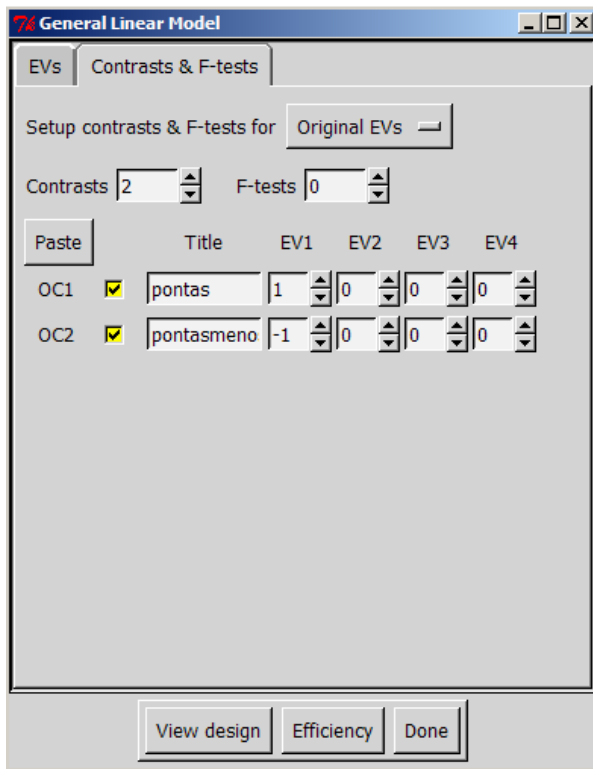 General Linear Model
EVs Contrasts & F-tests
Setup contrasts & F-tests for Original EVs
Contrasts 2 F-tests 0
Paste Title EV1 EV2 EV3 EV4
OC1 pontas 1 0 0 0
OC2 pontasmeno -1 0 0 0
View design Efficiency Done